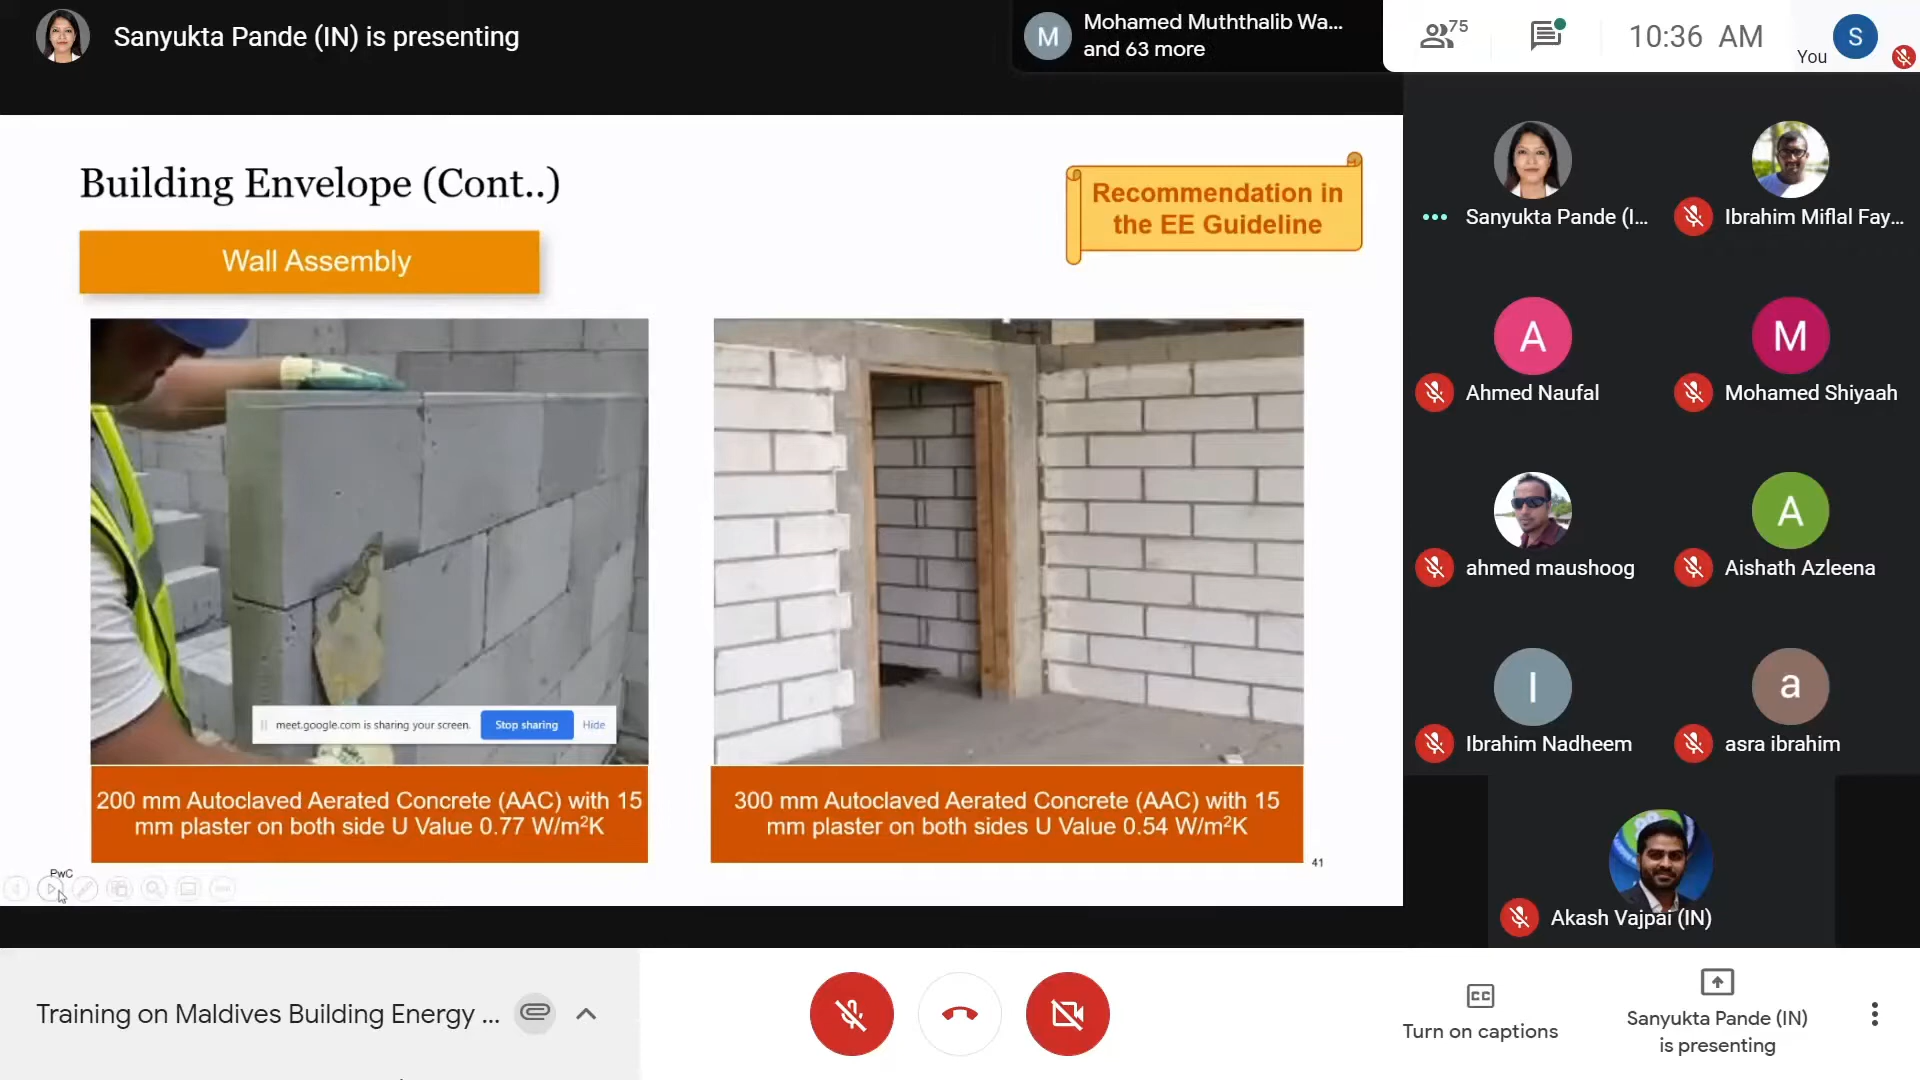 Sanyukta Pande (IN) is presenting
M
Mohamed Muththalib Wa...
and 63 more
75
10:36 AM
You
S
Building Envelope (Cont..)
Recommendation in
the EE Guideline
Wall Assembly
meet.google.com is sharing your screen.
Stop sharing
Hide
200 mm Autoclaved Aerated Concrete (AAC) with 15
mm plaster on both side U Value 0.77 W/m²K
300 mm Autoclaved Aerated Concrete (AAC) with 15
mm plaster on both sides U Value 0.54 W/m²K
PwC
41
Sanyukta Pande (I...
Ibrahim Miflal Fay...
A
Ahmed Naufal
M
Mohamed Shiyaah
ahmed maushoog
A
Aishath Azleena
I
Ibrahim Nadheem
a
asra ibrahim
Akash Vajpai (IN)
Training on Maldives Building Energy ...
CC
Turn on captions
Sanyukta Pande (IN)
is presenting